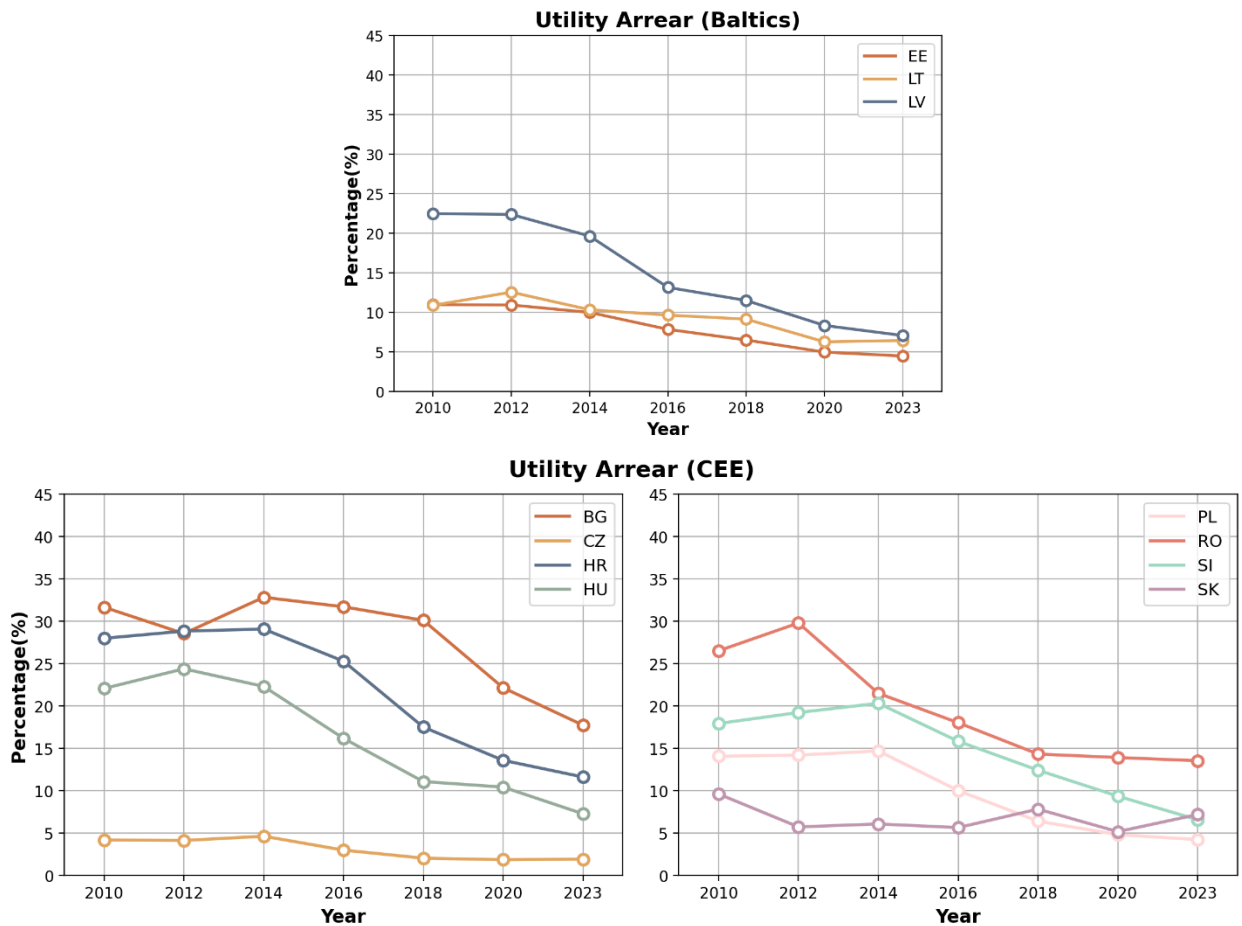 Utility Arrear (Baltics)
45
40
35
30
25
20
15
10
5
0
Percentage(%)
EE
LT
LV
2010 2012 2014 2016 2018 2020 2023
Year
Utility Arrear (CEE)
45
40
35
30
25
20
15
10
5
0
Percentage(%)
BG
CZ
HR
HU
2010 2012 2014 2016 2018 2020 2023
Year
45
40
35
30
25
20
15
10
5
0
PL
RO
SI
SK
2010 2012 2014 2016 2018 2020 2023
Year